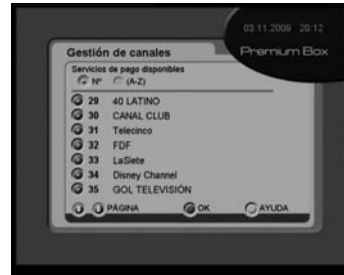 03.11.2009 20:12
Premium Box
Gestión de canales
Servicios de pago disponibles
Nº (A-Z)
29 40 LATINO
30 CANAL CLUB
31 Telecinco
32 FDF
33 LaSiete
34 Disney Channel
35 GOL TELEVISIÓN
PÁGINA OK AYUDA